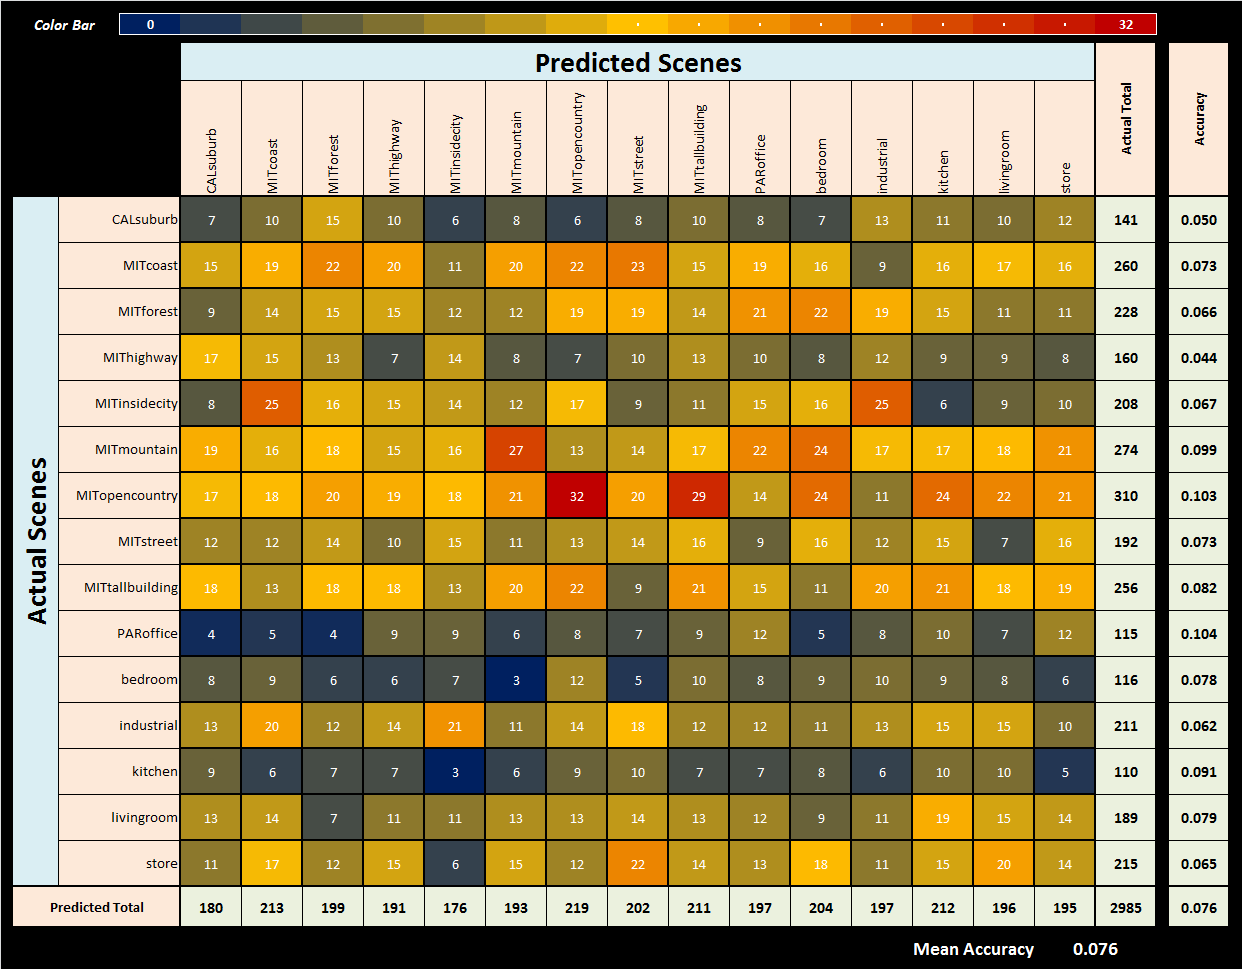 Color Bar 0 32
Predicted Scenes
CALsuburb MITcoast MITforest MIThighway MITinsidecity MITmountain MITopencountry MITstreet MITtallbuilding PARoffice bedroom industrial kitchen livingroom store Actual Total Accuracy
Actual Scenes
CALsuburb 7 10 15 10 6 8 6 8 10 8 7 13 11 10 12 141 0.050
MITcoast 15 19 22 20 11 20 22 23 15 19 16 9 16 17 16 260 0.073
MITforest 9 14 15 15 12 12 19 19 14 21 22 19 15 11 11 228 0.066
MIThighway 17 15 13 7 14 8 7 10 13 10 8 12 9 9 8 160 0.044
MITinsidecity 8 25 16 15 14 12 17 9 11 15 16 25 6 9 10 208 0.067
MITmountain 19 16 18 15 16 27 13 14 17 22 24 17 17 18 21 274 0.099
MITopencountry 17 18 20 19 18 21 32 20 29 14 24 11 24 22 21 310 0.103
MITstreet 12 12 14 10 15 11 13 14 16 9 16 12 15 7 16 192 0.073
MITtallbuilding 18 13 18 18 13 20 22 9 21 15 11 20 21 18 19 256 0.082
PARoffice 4 5 4 9 9 6 8 7 9 12 5 8 10 7 12 115 0.104
bedroom 8 9 6 6 7 3 12 5 10 8 9 10 9 8 6 116 0.078
industrial 13 20 12 14 21 11 14 18 12 12 11 13 15 15 10 211 0.062
kitchen 9 6 7 7 3 6 9 10 7 7 8 6 10 10 5 110 0.091
livingroom 13 14 7 11 11 13 13 14 13 12 9 11 19 15 14 189 0.079
store 11 17 12 15 6 15 12 22 14 13 18 11 15 20 14 215 0.065
Predicted Total 180 213 199 191 176 193 219 202 211 197 204 197 212 196 195 2985 0.076
Mean Accuracy 0.076